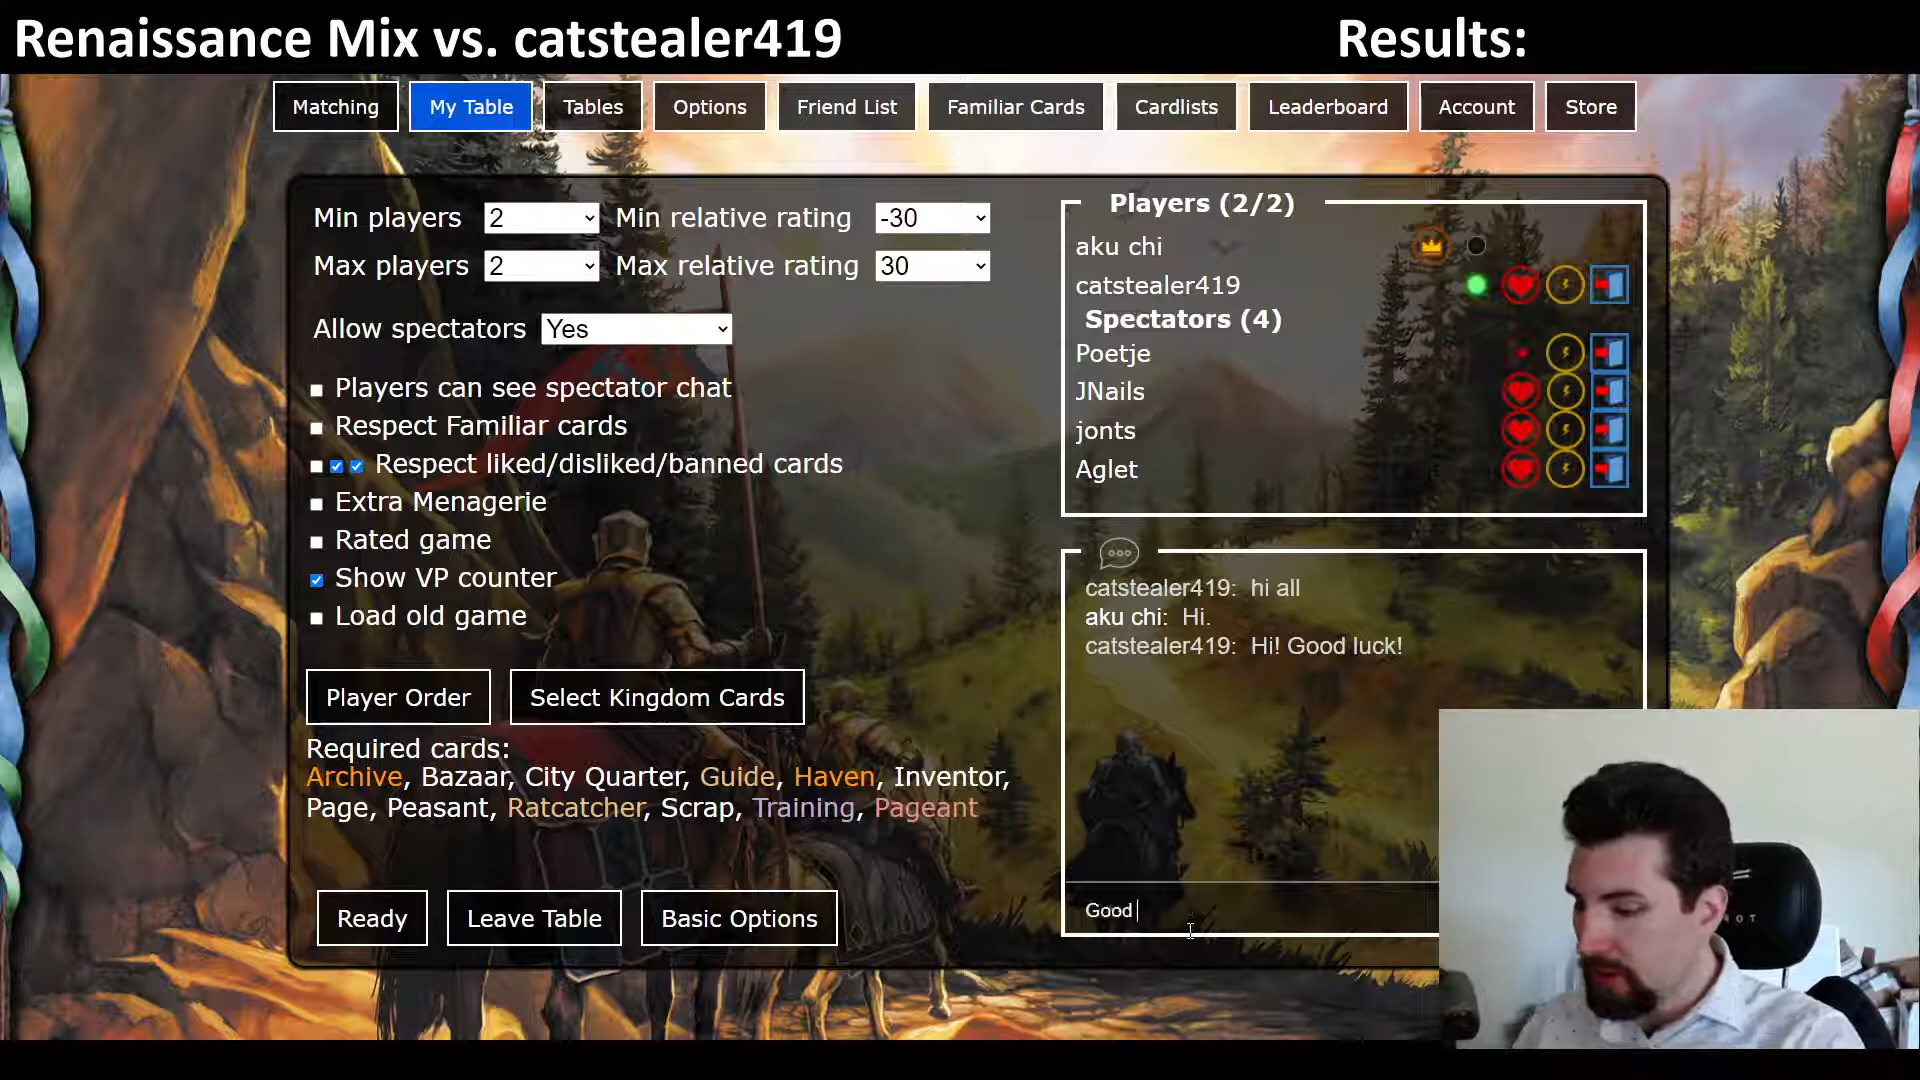 Renaissance Mix vs. catstealer419 Results:
Matching My Table Tables Options Friend List Familiar Cards Cardlists Leaderboard Account Store
Min players 2 Min relative rating -30
Max players 2 Max relative rating 30
Allow spectators Yes
Players can see spectator chat
Respect Familiar cards
Respect liked/disliked/banned cards
Extra Menagerie
Rated game
Show VP counter
Load old game
Player Order Select Kingdom Cards
Required cards:
Archive, Bazaar, City Quarter, Guide, Haven, Inventor,
Page, Peasant, Ratcatcher, Scrap, Training, Pageant
Ready Leave Table Basic Options
Players (2/2)
aku chi
catstealer419
Spectators (4)
Poetje
JNails
jonts
Aglet
catstealer419: hi all
aku chi: Hi.
catstealer419: Hi! Good luck!
Good